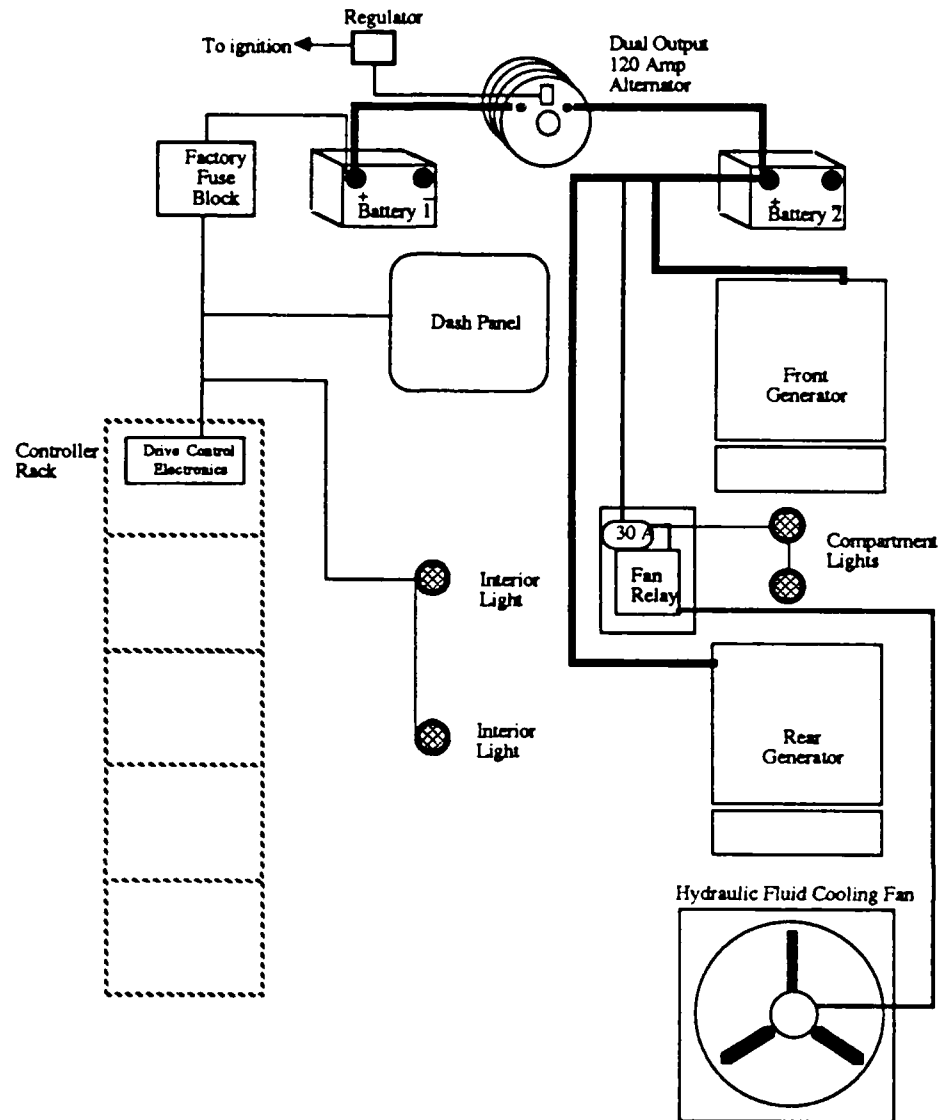 Regulator
To ignition
Dual Output
120 Amp
Alternator
Factory
Fuse
Block
+
-
Battery 1
+
-
Battery 2
Dash Panel
Front
Generator
Controller
Rack
Drive Control
Electronics
30 A
Fan
Relay
Compartment
Lights
Interior
Light
Interior
Light
Rear
Generator
Hydraulic Fluid Cooling Fan